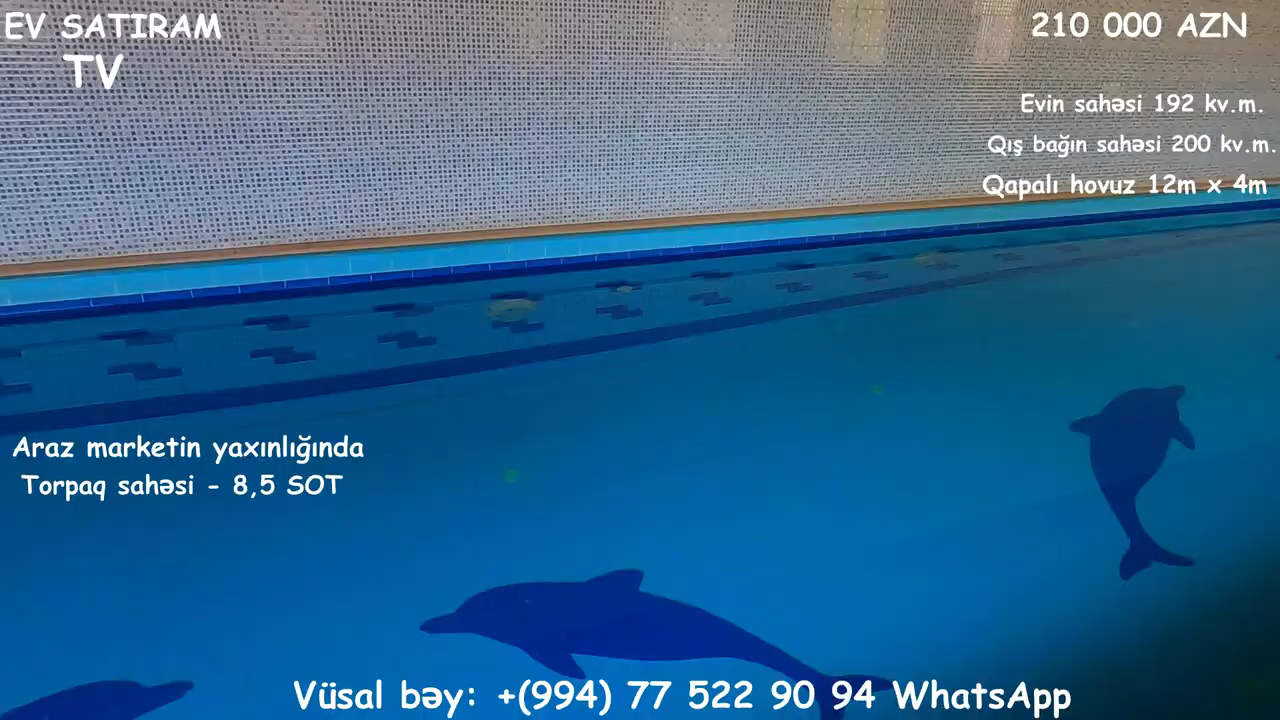 EV SATIRAM
TV
210 000 AZN
Evin sahəsi 192 kv.m.
Qış bağın sahəsi 200 kv.m.
Qapalı hovuz 12m x 4m
Araz marketin yaxınlığında
Torpaq sahəsi - 8,5 SOT
Vüsal bəy: +(994) 77 522 90 94 WhatsApp